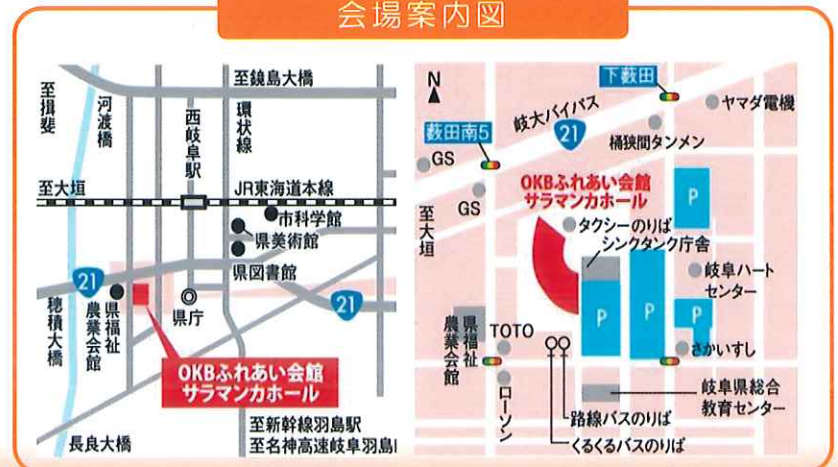 会場案内図
至揖斐
河渡橋
西岐阜駅
至鏡島大橋
環状線
至大垣
JR東海道本線
市科学館
県美術館
県図書館
21
穂積大橋
県福祉
農業会館
県庁
21
OKBふれあい会館
サラマンカホール
長良大橋
至新幹線羽島駅
至名神高速岐阜羽島
N
下薮田
ヤマダ電機
岐大バイパス
21
薮田南5
桶狭間タンメン
GS
OKBふれあい会館
サラマンカホール
P
至大垣
GS
タクシーのりば
シンクタンク庁舎
岐阜ハート
センター
県福祉
農業会館
TOTO
P
P
P
さかいすし
ローソン
岐阜県総合
教育センター
路線バスのりば
くるくるバスのりば